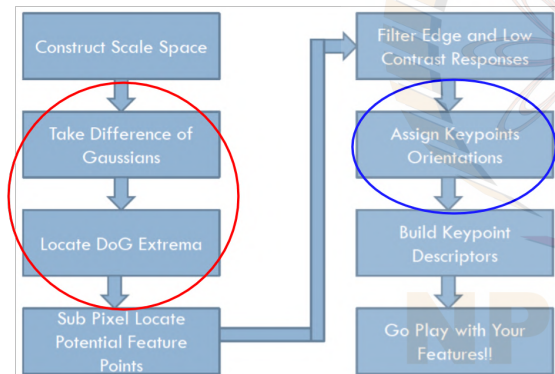 Construct Scale Space
Take Difference of
Gaussians
Locate DoG Extrema
Sub Pixel Locate
Potential Feature
Points
Filter Edge and Low
Contrast Responses
Assign Keypoints
Orientations
Build Keypoint
Descriptors
Go Play with Your
Features!!
NP